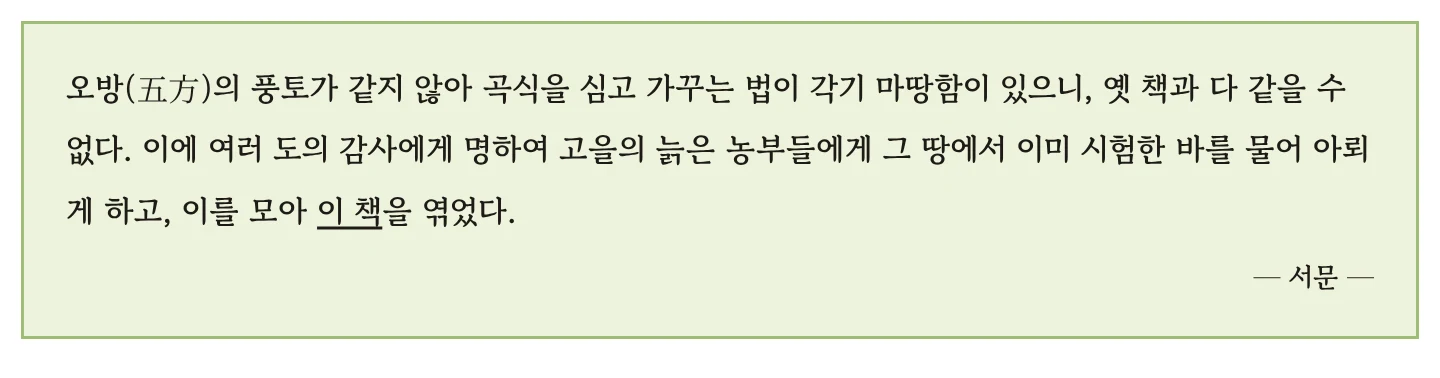 오방(五方)의 풍토가 같지 않아 곡식을 심고 가꾸는 법이 각기 마땅함이 있으니, 옛 책과 다 같을 수
없다. 이에 여러 도의 감사에게 명하여 고을의 늙은 농부들에게 그 땅에서 이미 시험한 바를 물어 아뢰
게 하고, 이를 모아 이 책을 엮었다.
— 서문 —